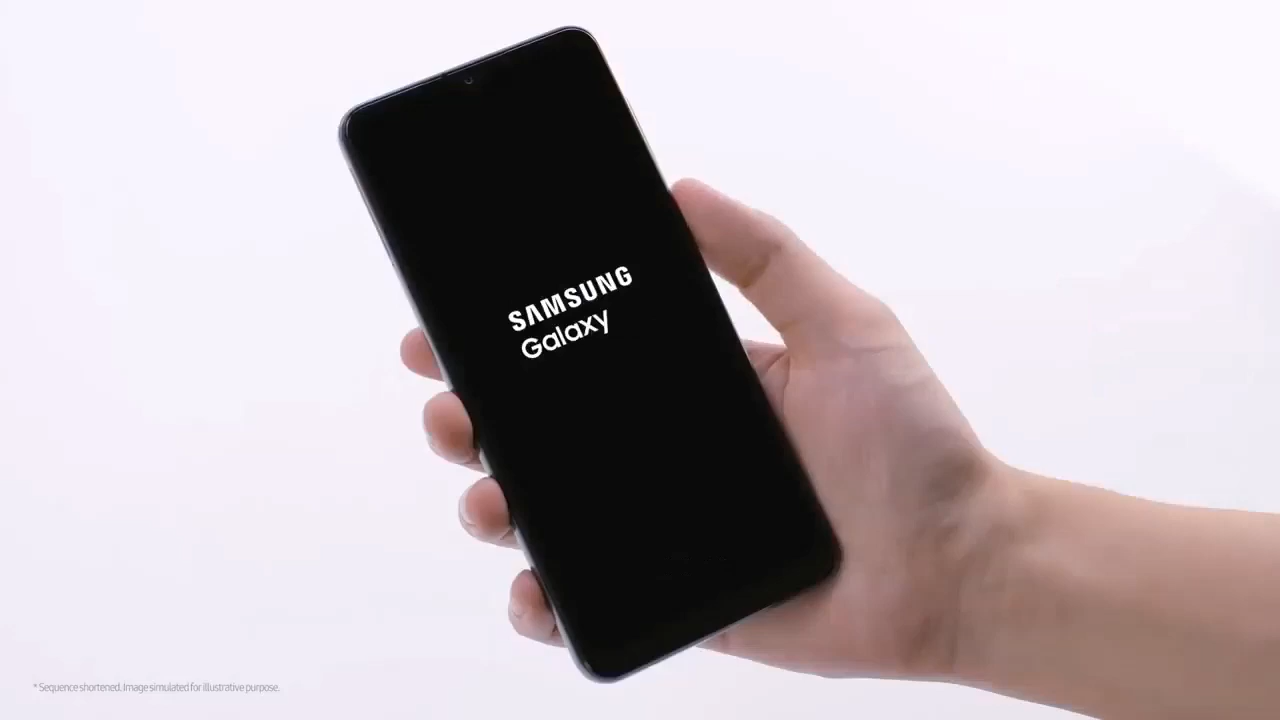 SAMSUNG
Galaxy
* Sequence shortened. Image simulated for illustrative purpose.